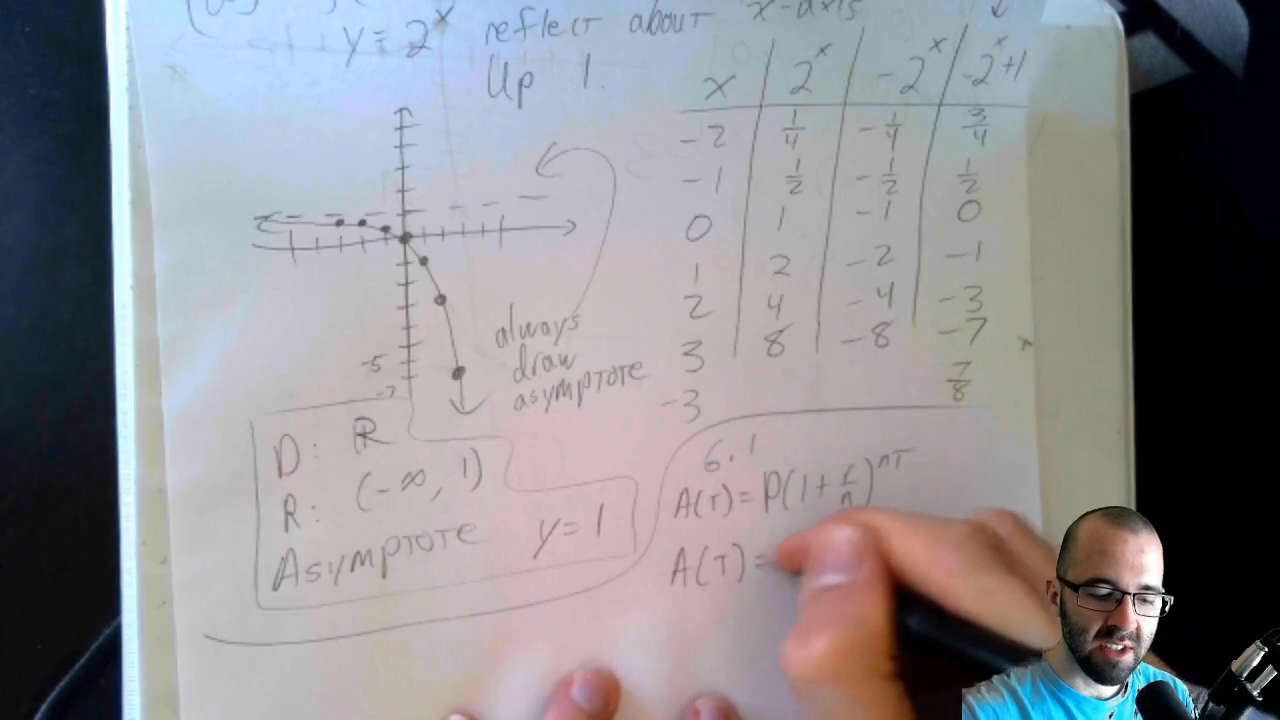 y = 2^x reflect about x-axis
Up 1.
x | 2^x | -2^x | -2^x+1
-2 | 1/4 | -1/4 | 3/4
-1 | 1/2 | -1/2 | 1/2
0 | 1 | -1 | 0
1 | 2 | -2 | -1
2 | 4 | -4 | -3
3 | 8 | -8 | -7
-3 7/8
-5
-7
always
draw
asymptote
D: ℝ
R: (-∞, 1)
Asymptote y=1
6.1
A(T)=P(1+r/n)^nT
A(T)=